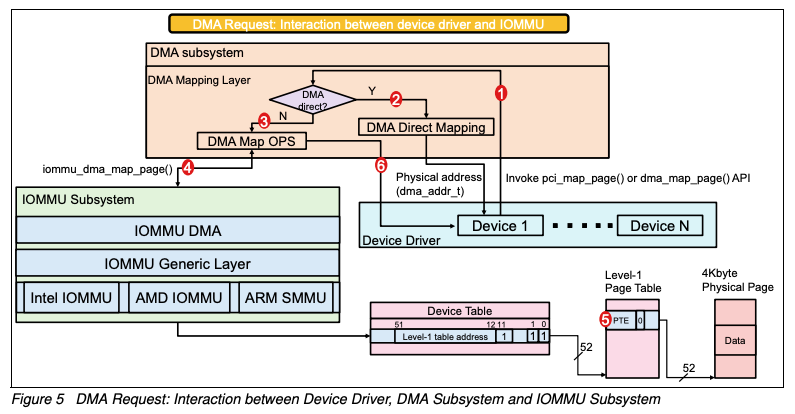 DMA Request: Interaction between device driver and IOMMU
DMA subsystem
DMA Mapping Layer
DMA
direct?
Y
2
1
N
3
DMA Map OPS
DMA Direct Mapping
iommu_dma_map_page()
4
6
Physical address
(dma_addr_t)
Invoke pci_map_page() or dma_map_page() API
IOMMU Subsystem
IOMMU DMA
IOMMU Generic Layer
Intel IOMMU
AMD IOMMU
ARM SMMU
Device 1
Device N
Device Driver
Device Table
51
12 11
1
0
Level-1 table address
1
1
1
52
Level-1
Page Table
5
PTE
0
52
4Kbyte
Physical Page
Data
Figure 5 DMA Request: Interaction between Device Driver, DMA Subsystem and IOMMU Subsystem